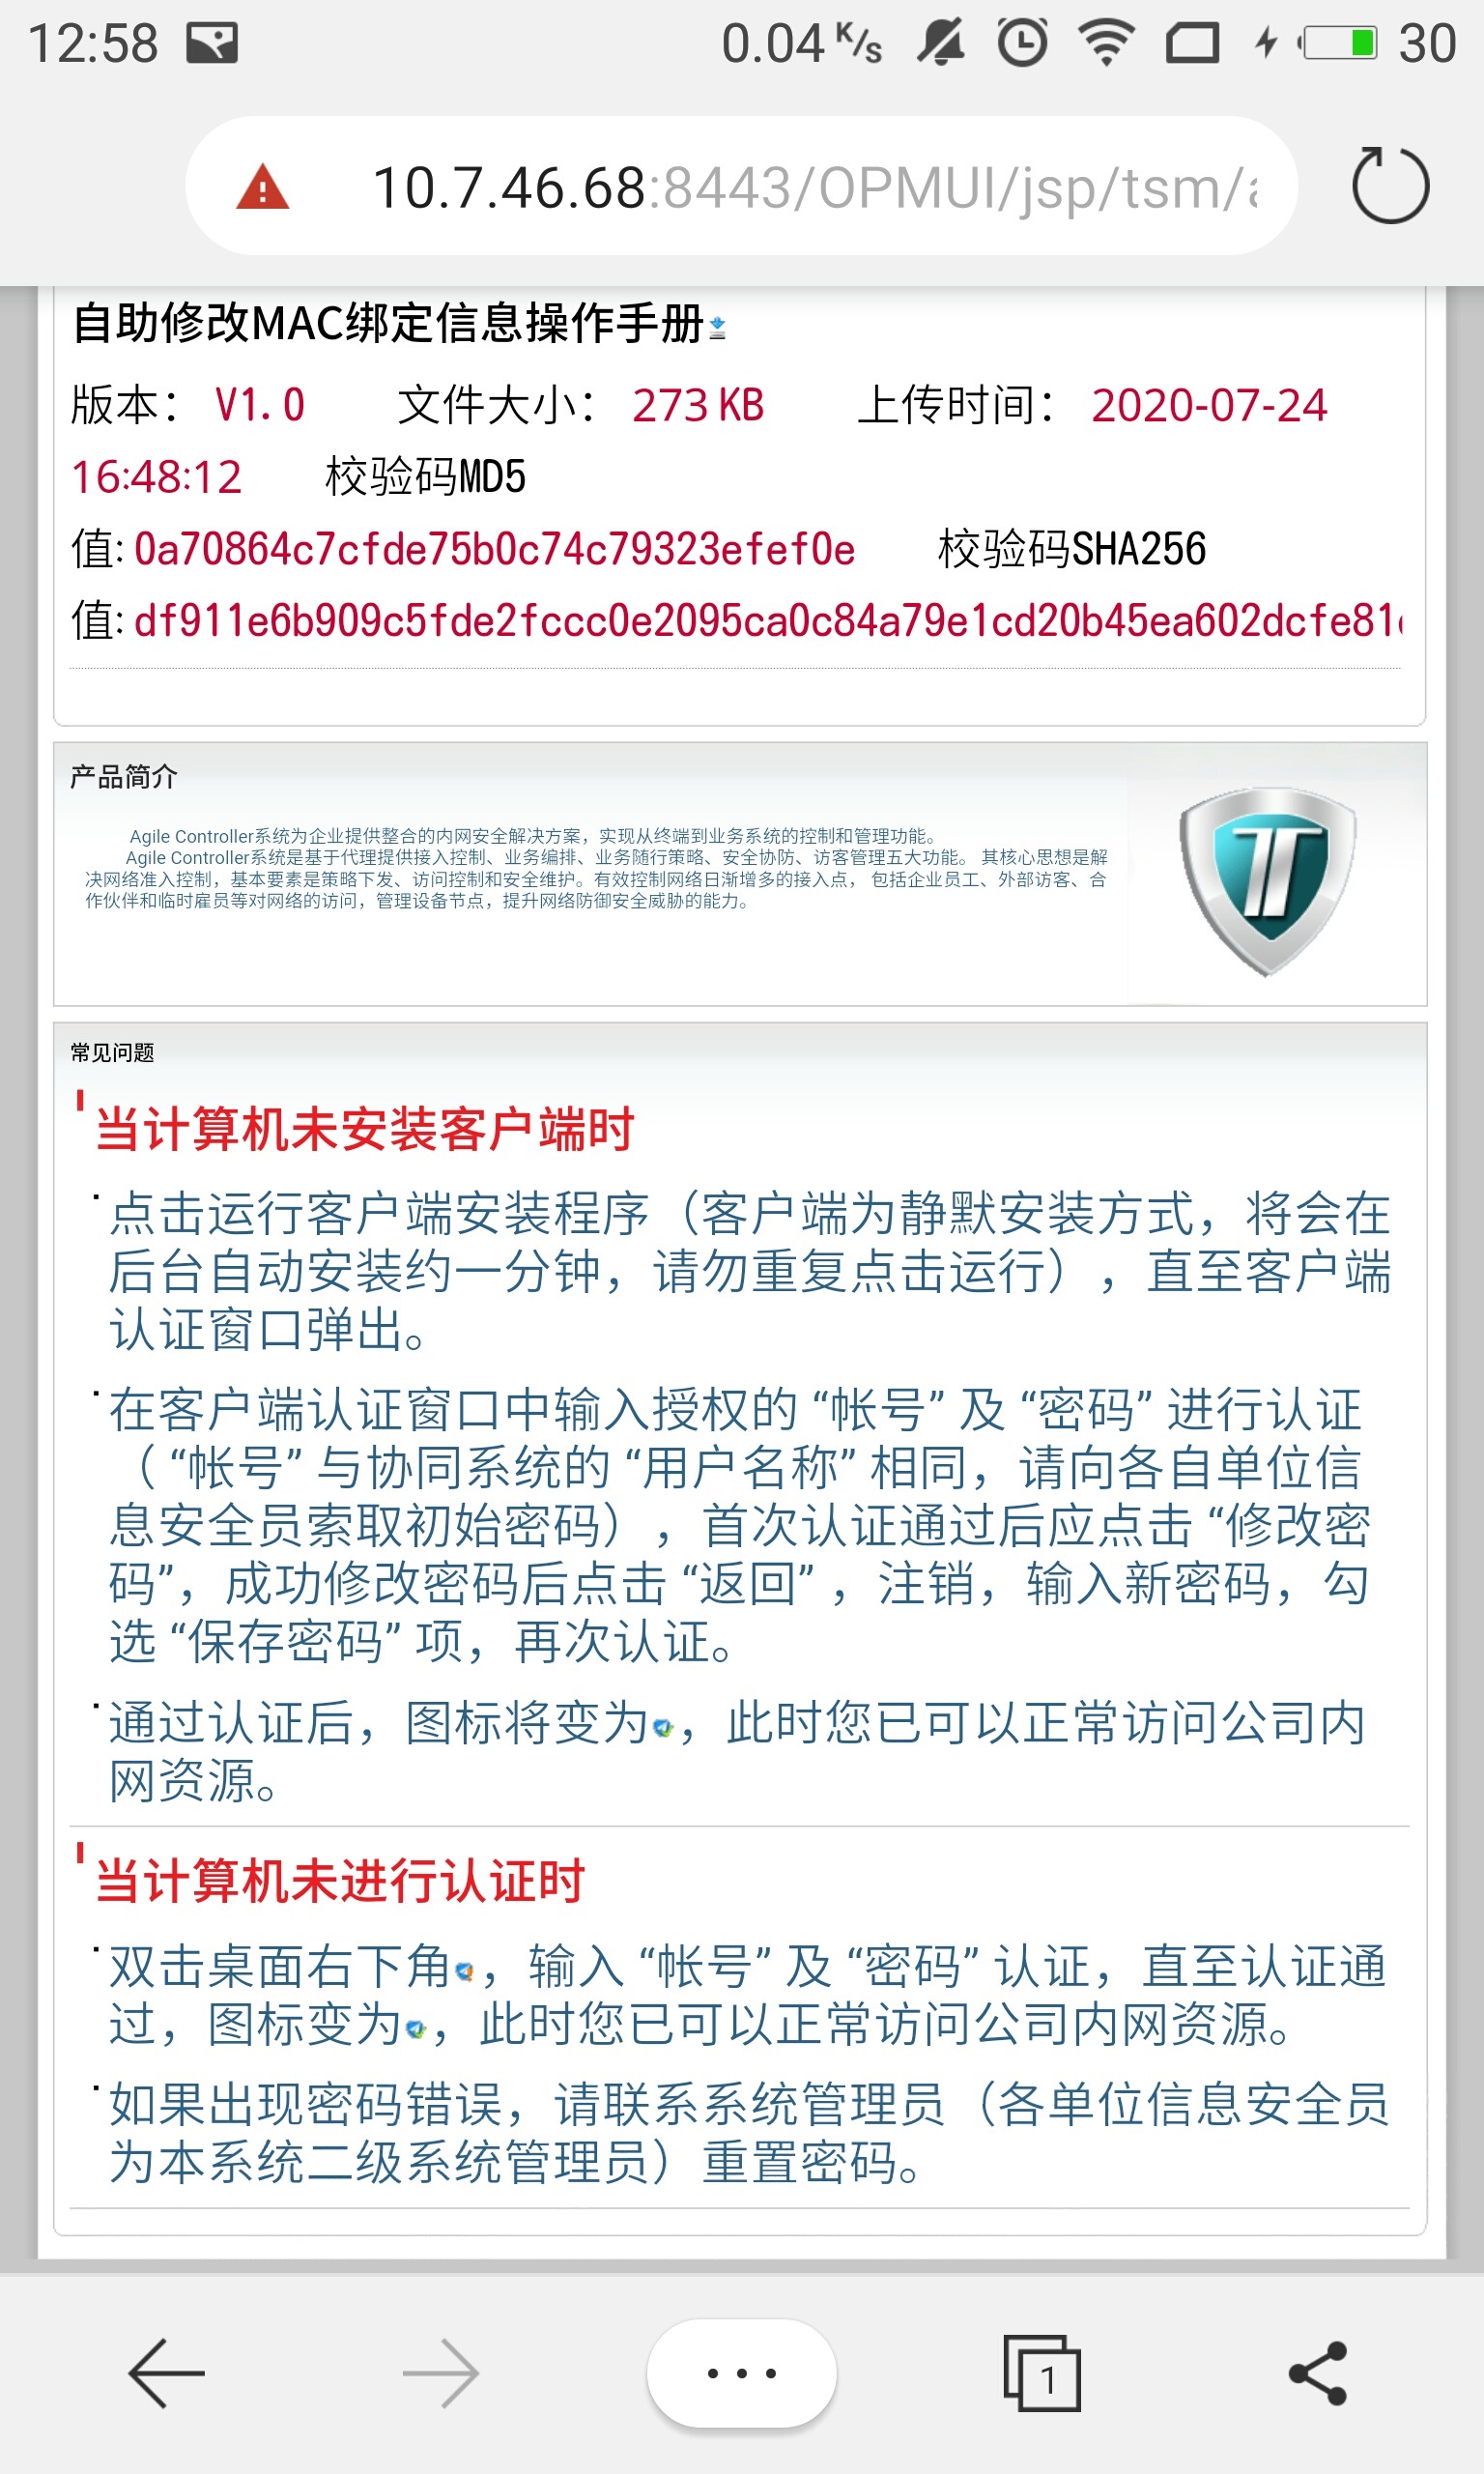 12:58
0.04 K/s
30
10.7.46.68:8443/OPMUI/jsp/tsm/
自助修改MAC绑定信息操作手册
版本： V1.0 文件大小： 273 KB 上传时间： 2020-07-24
16:48:12 校验码MD5
值: 0a70864c7cfde75b0c74c79323efef0e 校验码SHA256
值: df911e6b909c5fde2fccc0e2095ca0c84a79e1cd20b45ea602dcfe81
产品简介
Agile Controller系统为企业提供整合的内网安全解决方案，实现从终端到业务系统的控制和管理功能。
Agile Controller系统是基于代理提供接入控制、业务编排、业务随行策略、安全协防、访客管理五大功能。 其核心思想是解
决网络准入控制，基本要素是策略下发、访问控制和安全维护。有效控制网络日渐增多的接入点， 包括企业员工、外部访客、合
作伙伴和临时雇员等对网络的访问，管理设备节点，提升网络防御安全威胁的能力。
常见问题
当计算机未安装客户端时
点击运行客户端安装程序（客户端为静默安装方式，将会在
后台自动安装约一分钟，请勿重复点击运行），直至客户端
认证窗口弹出。
在客户端认证窗口中输入授权的 “帐号” 及 “密码” 进行认证
（ “帐号” 与协同系统的 “用户名称” 相同，请向各自单位信
息安全员索取初始密码），首次认证通过后应点击 “修改密
码”，成功修改密码后点击 “返回” ，注销，输入新密码，勾
选 “保存密码” 项，再次认证。
通过认证后，图标将变为，此时您已可以正常访问公司内
网资源。
当计算机未进行认证时
双击桌面右下角，输入 “帐号” 及 “密码” 认证，直至认证通
过，图标变为，此时您已可以正常访问公司内网资源。
如果出现密码错误，请联系系统管理员（各单位信息安全员
为本系统二级系统管理员）重置密码。
1